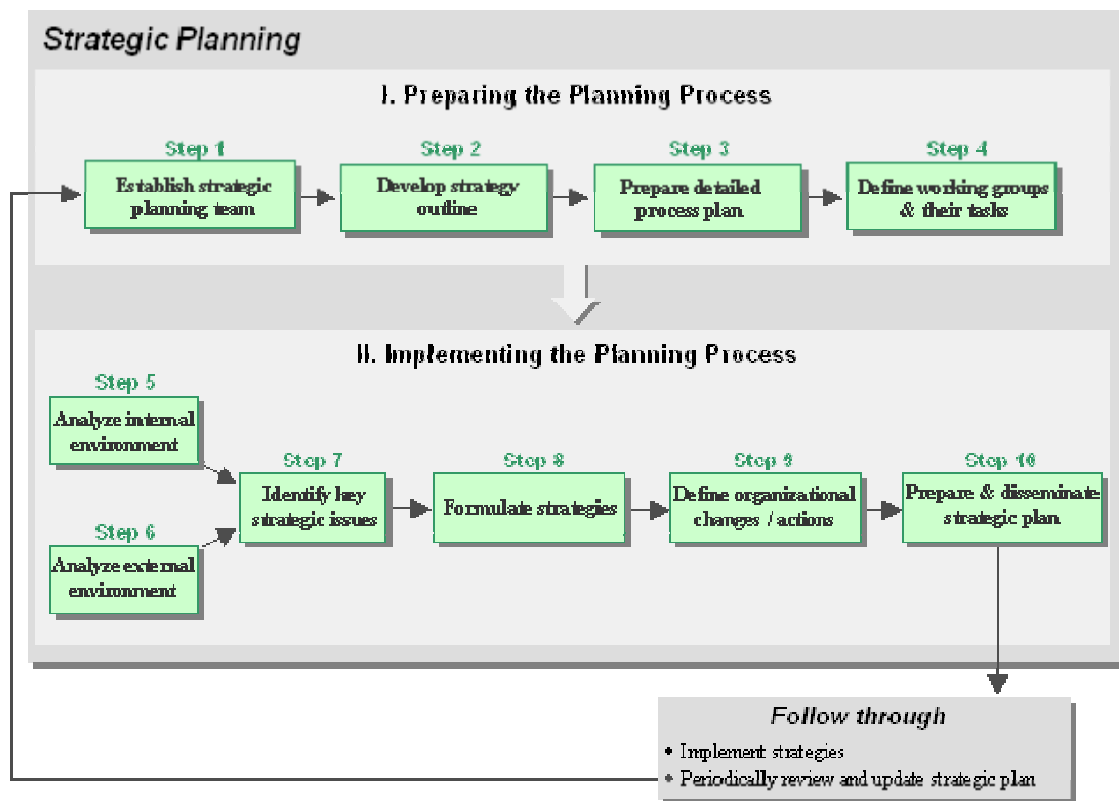 Strategic Planning
I. Preparing the Planning Process
Step 1
Establish strategic
planning team
Step 2
Develop strategy
outline
Step 3
Prepare detailed
process plan
Step 4
Define working groups
& their tasks
II. Implementing the Planning Process
Step 5
Analyze internal
environment
Step 6
Analyze external
environment
Step 7
Identify key
strategic issues
Step 8
Formulate strategies
Step 9
Define organizational
changes / actions
Step 10
Prepare & disseminate
strategic plan
Follow through
• Implement strategies
• Periodically review and update strategic plan